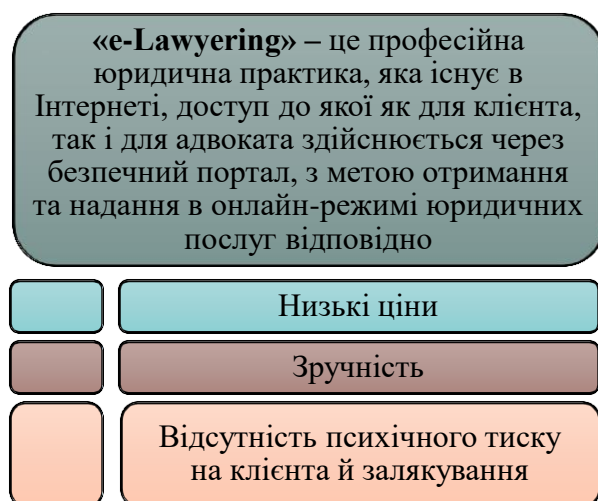 «e-Lawyering» – це професійна
юридична практика, яка існує в
Інтернеті, доступ до якої як для клієнта,
так і для адвоката здійснюється через
безпечний портал, з метою отримання
та надання в онлайн-режимі юридичних
послуг відповідно
Низькі ціни
Зручність
Відсутність психічного тиску
на клієнта й залякування